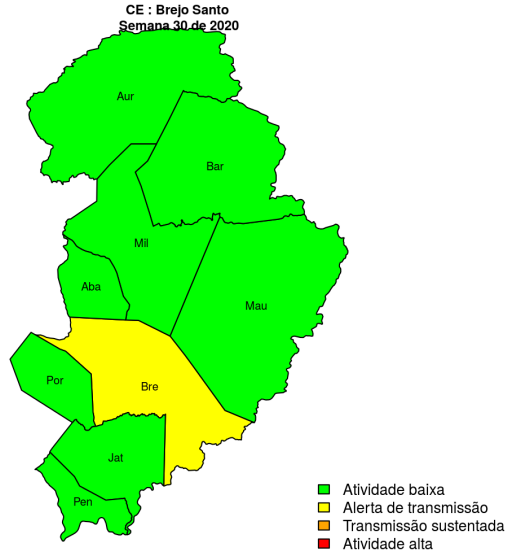 CE : Brejo Santo
Semana 30 de 2020
Aur
Bar
Mil
Aba
Mau
Por
Bre
Jat
Pen
Atividade baixa
Alerta de transmissão
Transmissão sustentada
Atividade alta